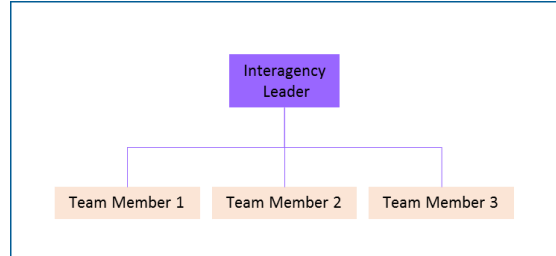 Interagency
Leader
Team Member 1
Team Member 2
Team Member 3